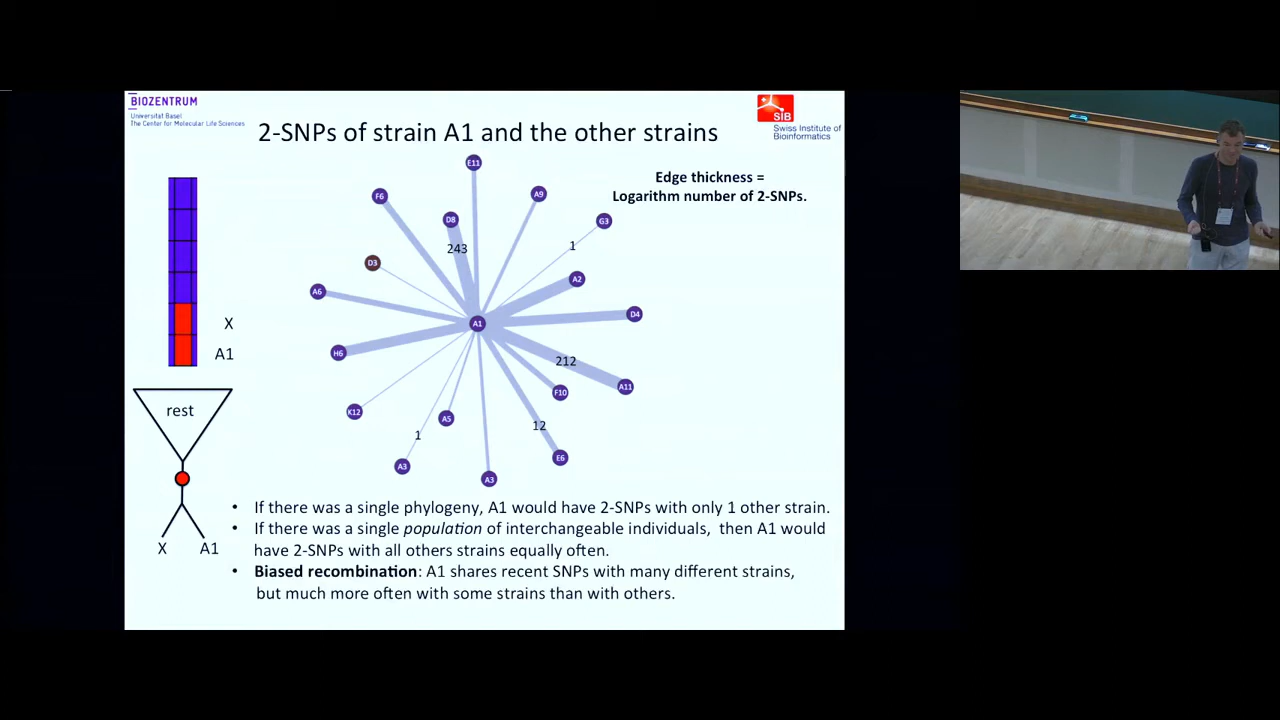 BIOZENTRUM
Universität Basel
The Center for Molecular Life Sciences
SIB
Swiss Institute of
Bioinformatics
2-SNPs of strain A1 and the other strains
Edge thickness =
Logarithm number of 2-SNPs.
E11
F6
A9
D8
G3
243
1
D3
A2
A6
D4
A1
X
H6
A1
212
A11
F10
K12
A5
rest
12
1
E6
A3
A3
X
A1
• If there was a single phylogeny, A1 would have 2-SNPs with only 1 other strain.
• If there was a single population of interchangeable individuals, then A1 would
have 2-SNPs with all others strains equally often.
• Biased recombination: A1 shares recent SNPs with many different strains,
but much more often with some strains than with others.